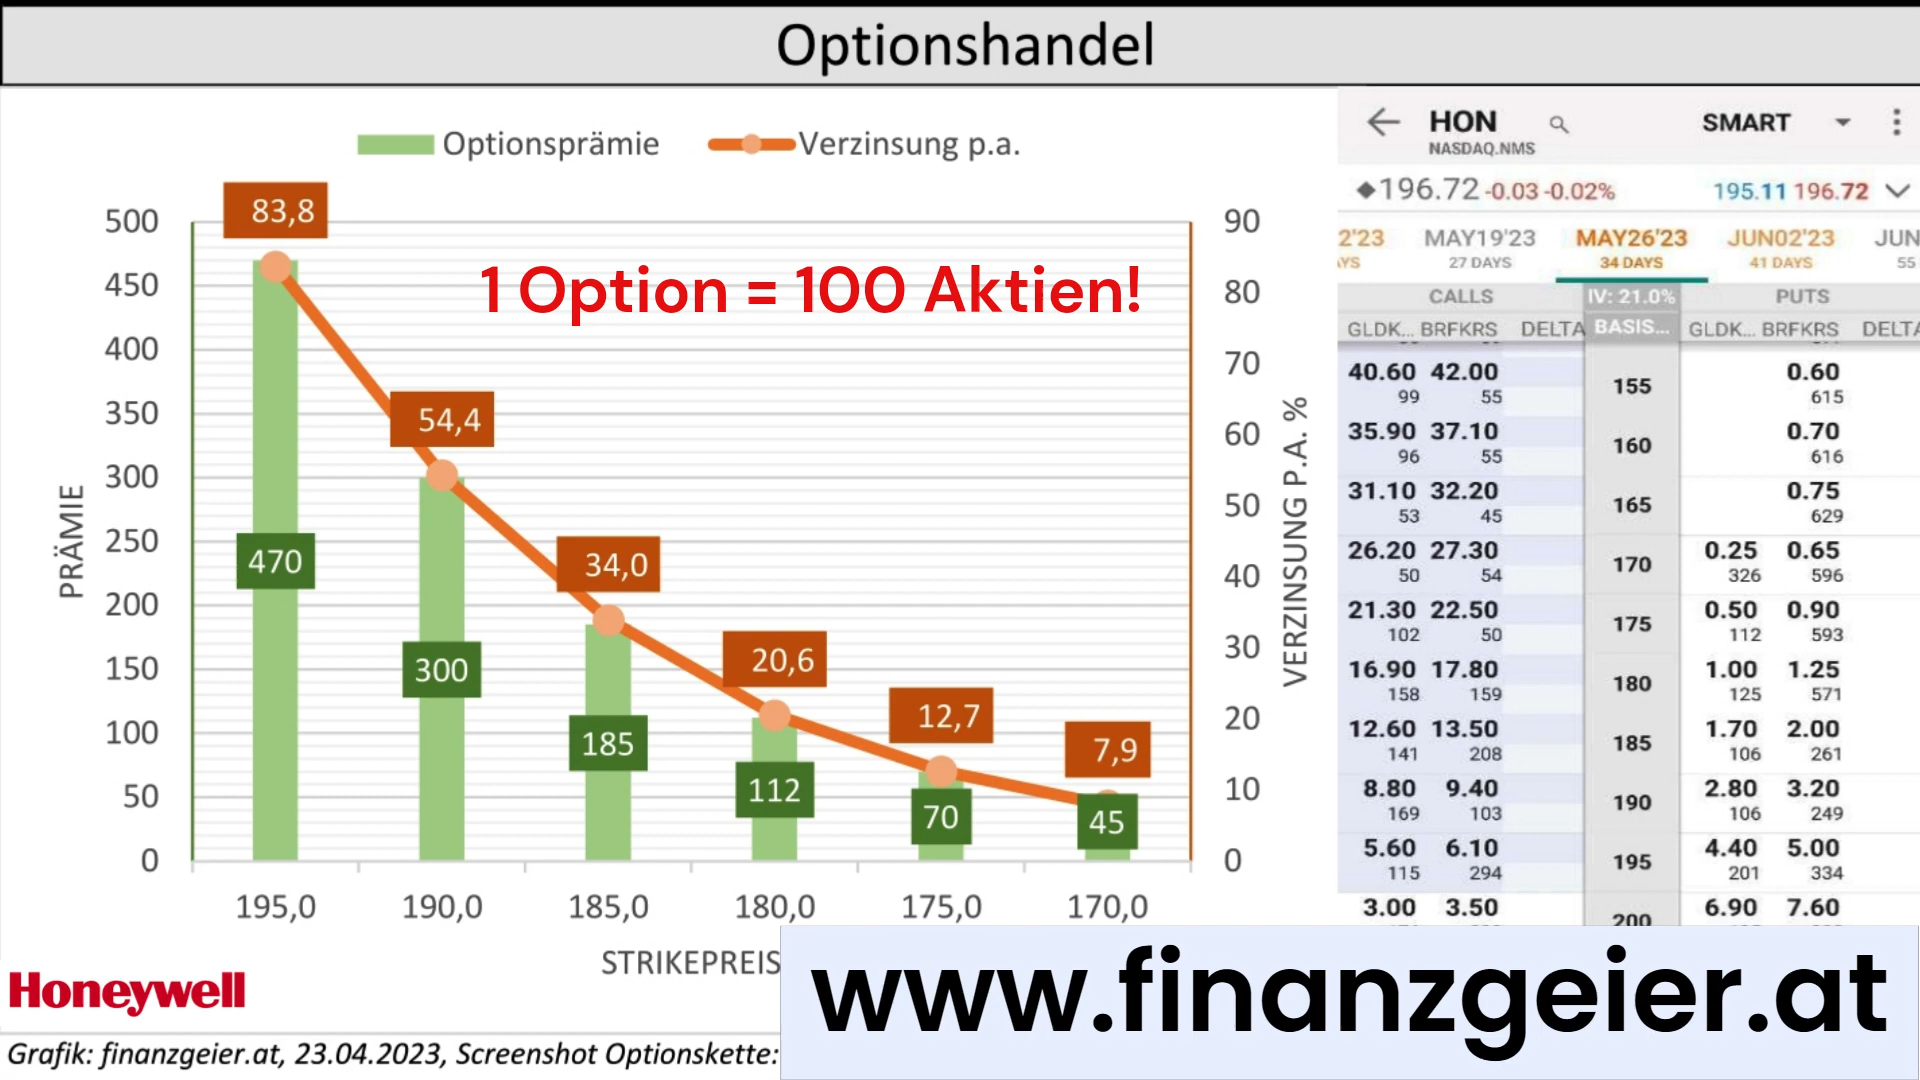 Optionshandel
Optionsprämie
Verzinsung p.a.
1 Option = 100 Aktien!
PRÄMIE
500
450
400
350
300
250
200
150
100
50
0
83,8
54,4
34,0
20,6
12,7
7,9
470
300
185
112
70
45
90
80
70
60
50
40
30
20
10
0
VERZINSUNG P.A. %
195,0 190,0 185,0 180,0 175,0 170,0
STRIKEPREIS
Honeywell
Grafik: finanzgeier.at, 23.04.2023, Screenshot Optionskette:
HON SMART
NASDAQ.NMS
196.72 -0.03 -0.02% 195.11 196.72
2'23 MAY19'23 MAY26'23 JUN02'23 JUN
YS 27 DAYS 34 DAYS 41 DAYS 55
CALLS IV: 21.0% PUTS
GLDK... BRFKRS DELTA BASIS... GLDK... BRFKRS DELTA
40.60 42.00 155 0.60
99 55 615
35.90 37.10 160 0.70
96 55 616
31.10 32.20 165 0.75
53 45 629
26.20 27.30 170 0.25 0.65
50 54 326 596
21.30 22.50 175 0.50 0.90
102 50 112 593
16.90 17.80 180 1.00 1.25
158 159 125 571
12.60 13.50 185 1.70 2.00
141 208 106 261
8.80 9.40 190 2.80 3.20
169 103 106 249
5.60 6.10 195 4.40 5.00
115 294 201 334
3.00 3.50 200 6.90 7.60
www.finanzgeier.at